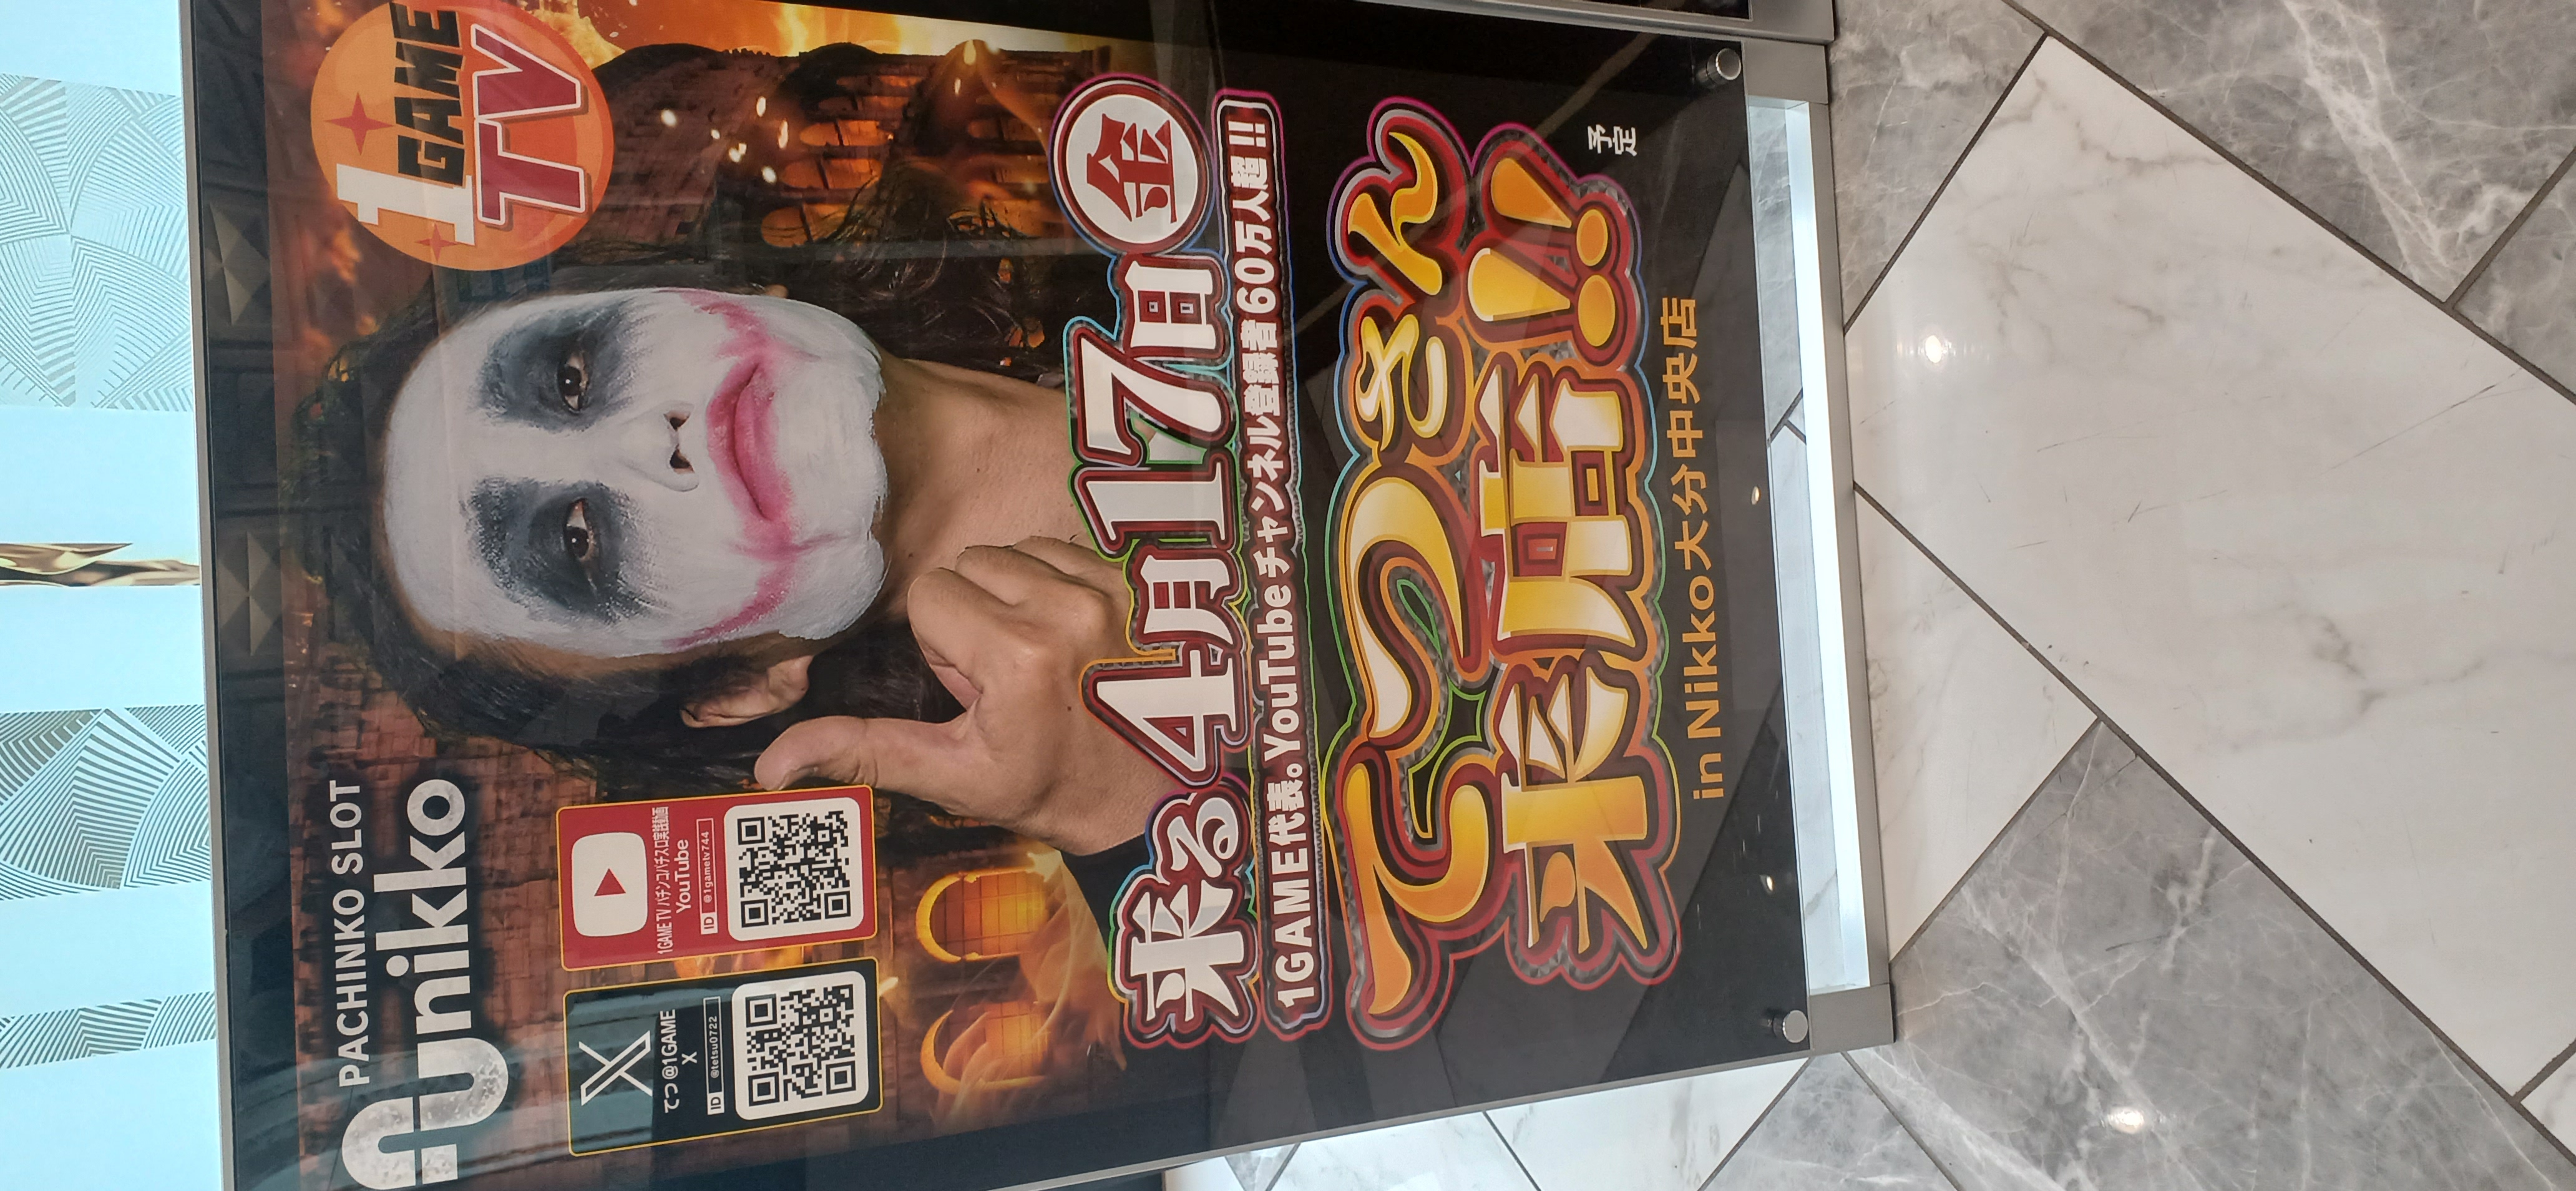 PACHINKO SLOT
nikko
1 GAME
TV
てつ@1GAME
X
ID @tetsu0722
1GAME TV パチンコパチスロ実践動画
YouTube
ID @1gametv744
来る4月17日金
1GAME代表。YouTubeチャンネル登録者60万人超!!
てつさん
来店!!
予定
in Nikko大分中央店